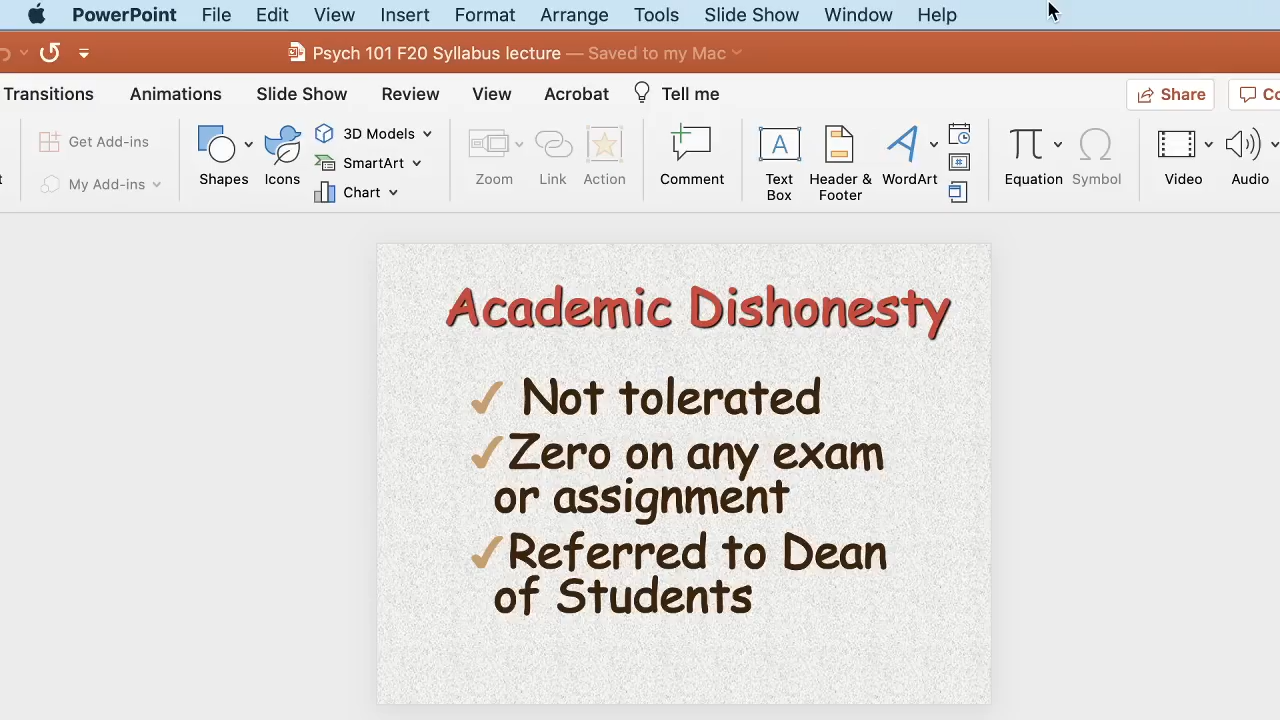 PowerPoint File Edit View Insert Format Arrange Tools Slide Show Window Help
Psych 101 F20 Syllabus lecture — Saved to my Mac
Transitions Animations Slide Show Review View Acrobat Tell me Share
Get Add-ins
My Add-ins
Shapes
Icons
3D Models
SmartArt
Chart
Zoom
Link
Action
Comment
Text
Box
Header &
Footer
WordArt
Equation
Symbol
Video
Audio
Academic Dishonesty
✓ Not tolerated
✓Zero on any exam
or assignment
✓Referred to Dean
of Students